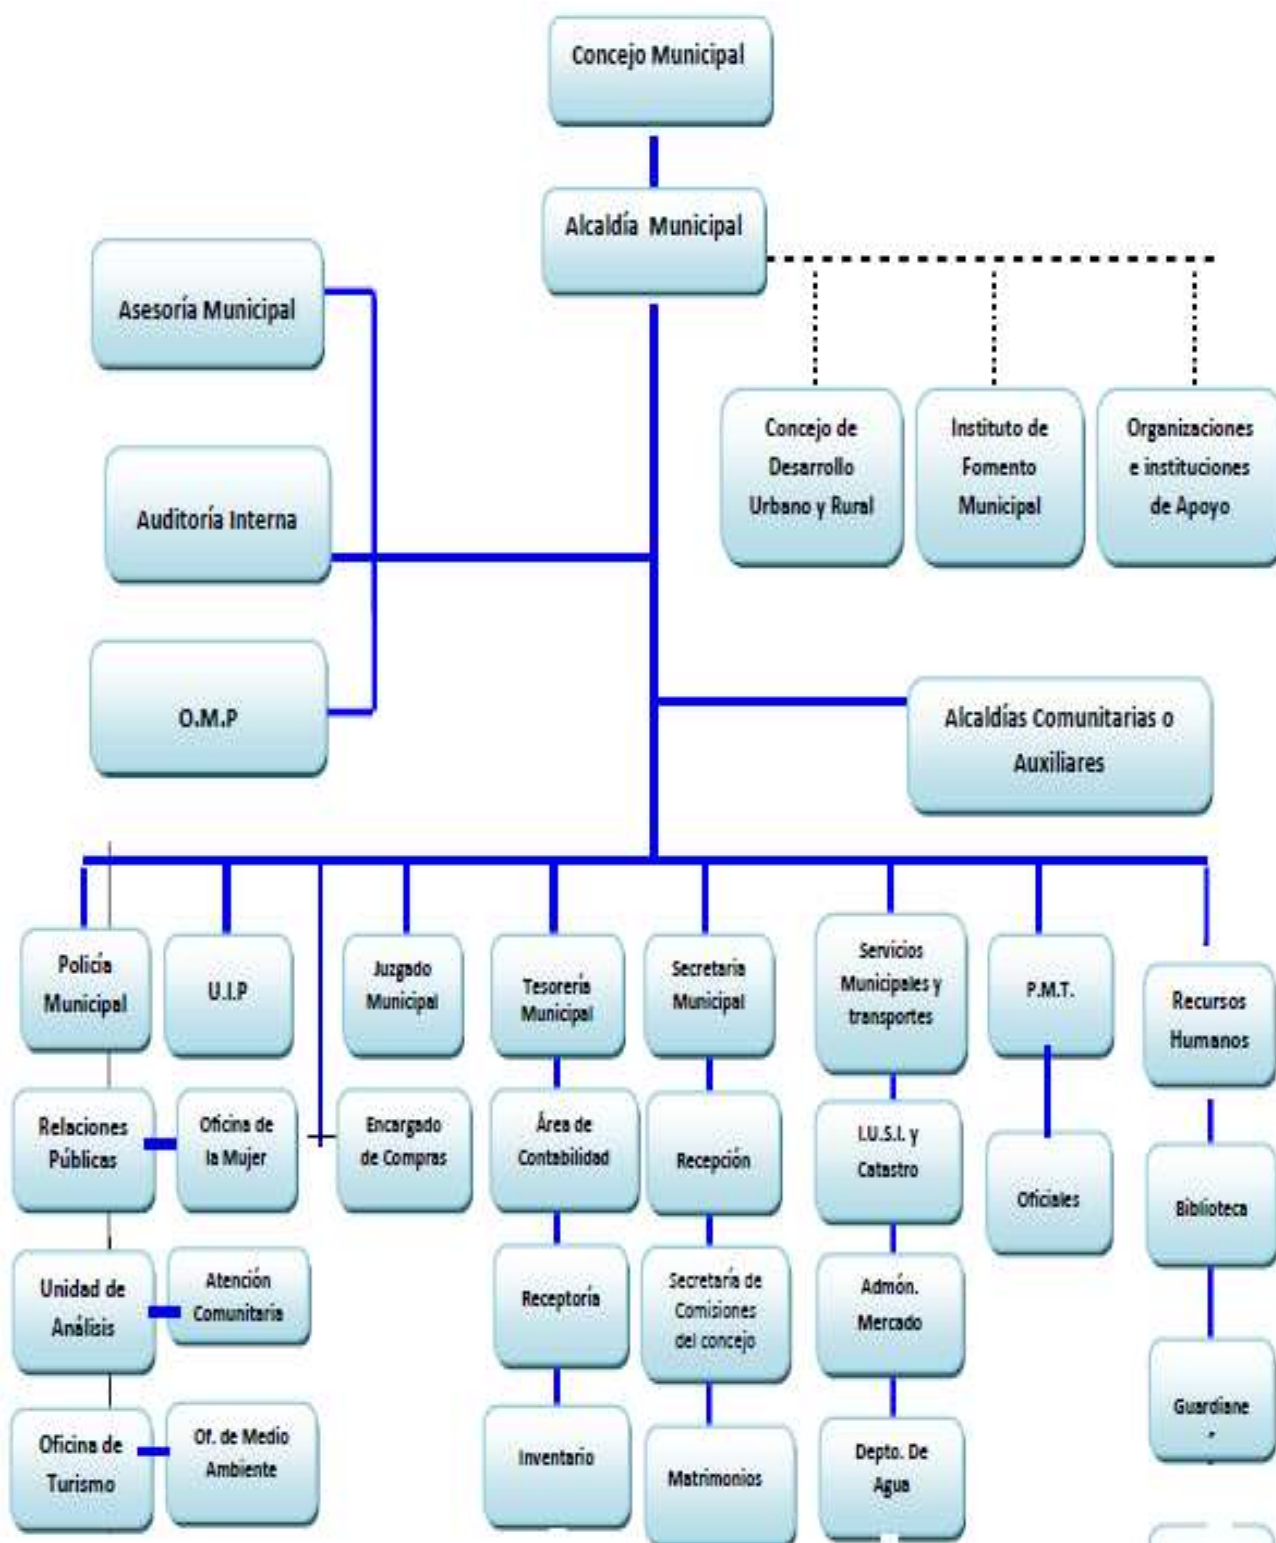 Concejo Municipal
Alcaldía Municipal
Asesoría Municipal
Auditoría Interna
O.M.P
Concejo de
Desarrollo
Urbano y Rural
Instituto de
Fomento
Municipal
Organizaciones
e instituciones
de Apoyo
Alcaldías Comunitarias o
Auxiliares
Policía
Municipal
U.I.P
Juzgado
Municipal
Tesorería
Municipal
Secretaría
Municipal
Servicios
Municipales y
transportes
P.M.T.
Recursos
Humanos
Relaciones
Públicas
Oficina de
la Mujer
Encargado
de Compras
Área de
Contabilidad
Recepción
I.U.S.I. y
Catastro
Oficiales
Biblioteca
Unidad de
Análisis
Atención
Comunitaria
Receptoría
Secretaría de
Comisiones
del concejo
Admón.
Mercado
Guardiane
Oficina de
Turismo
Of. de Medio
Ambiente
Inventario
Matrimonios
Depto. De
Agua